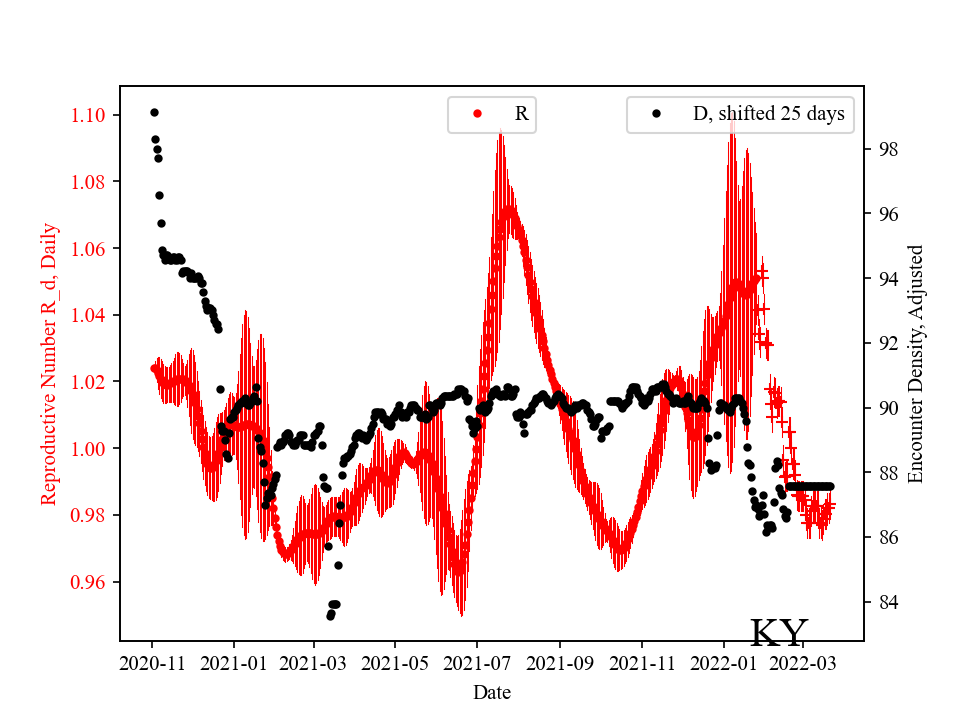 R
D, shifted 25 days
1.10
1.08
1.06
1.04
1.02
1.00
0.98
0.96
Reproductive Number R_d, Daily
98
96
94
92
90
88
86
84
Encounter Density, Adjusted
KY
2020-11 2021-01 2021-03 2021-05 2021-07 2021-09 2021-11 2022-01 2022-03
Date